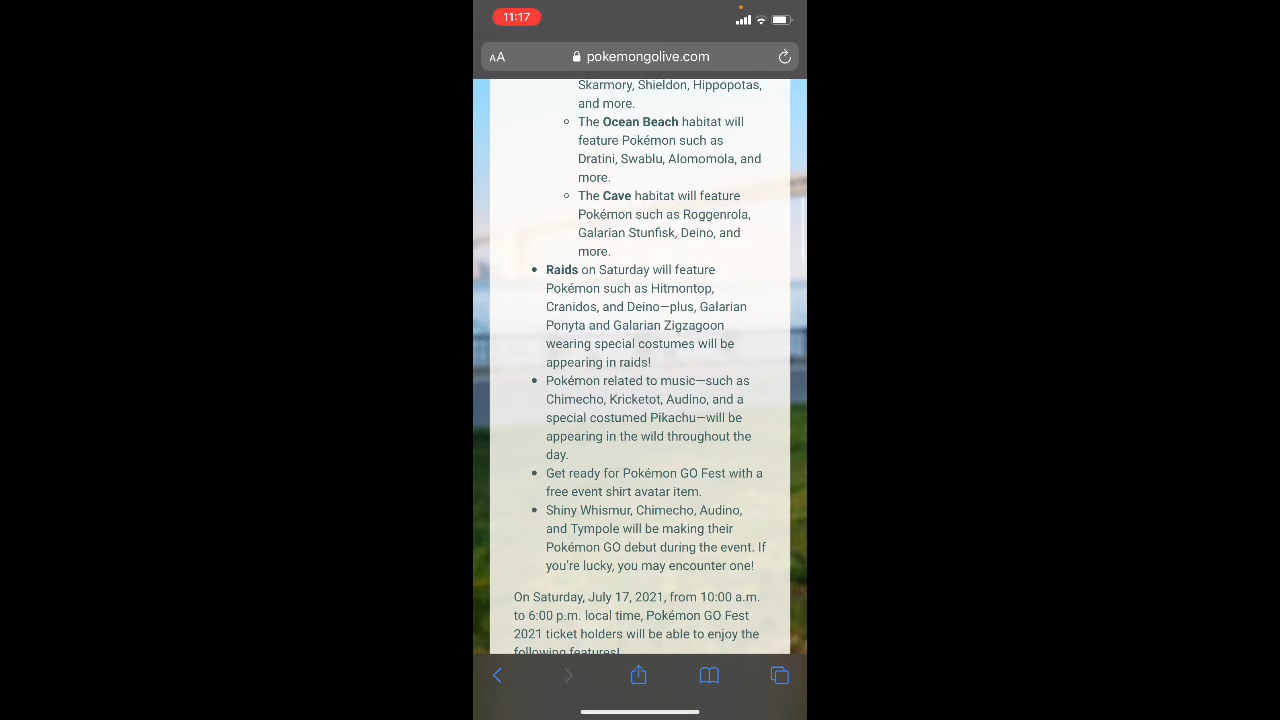 11:17
AA
pokemongolive.com
Skarmory, Shieldon, Hippopotas,
and more.
The Ocean Beach habitat will
feature Pokémon such as
Dratini, Swablu, Alomomola, and
more.
The Cave habitat will feature
Pokémon such as Roggenrola,
Galarian Stunfisk, Deino, and
more.
Raids on Saturday will feature
Pokémon such as Hitmontop,
Cranidos, and Deino—plus, Galarian
Ponyta and Galarian Zigzagoon
wearing special costumes will be
appearing in raids!
Pokémon related to music—such as
Chimecho, Kricketot, Audino, and a
special costumed Pikachu—will be
appearing in the wild throughout the
day.
Get ready for Pokémon GO Fest with a
free event shirt avatar item.
Shiny Whismur, Chimecho, Audino,
and Tympole will be making their
Pokémon GO debut during the event. If
you're lucky, you may encounter one!
On Saturday, July 17, 2021, from 10:00 a.m.
to 6:00 p.m. local time, Pokémon GO Fest
2021 ticket holders will be able to enjoy the
following features!